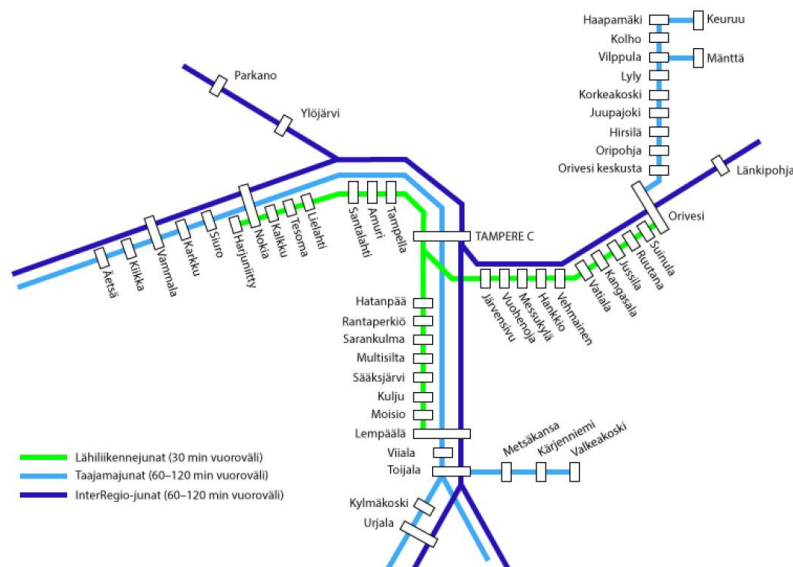 Haapamäki
Keuruu
Kolho
Vilppula
Mänttä
Lyly
Korkeakoski
Juupajoki
Hirsilä
Oripohja
Orivesi keskusta
Parkano
Ylöjärvi
Länkipohja
Orivesi
Äetsä
Kiikka
Vammala
Karkku
Siuro
Harjuniitty
Nokia
Kalkku
Tesoma
Lielahti
Santalahti
Amuri
Tampella
TAMPERE C
Järvensivu
Vuohenoja
Messukylä
Hankkio
Vehmainen
Vatiala
Kangasala
Jussila
Ruutana
Suinula
Hatanpää
Rantaperkiö
Sarankulma
Multisilta
Sääksjärvi
Kulju
Moisio
Lempäälä
Viiala
Toijala
Metsäkansa
Kärjenniemi
Valkeakoski
Kylmäkoski
Urjala
Lähiliikennejunat (30 min vuoroväli)
Taajamajunat (60–120 min vuoroväli)
InterRegio-junat (60–120 min vuoroväli)